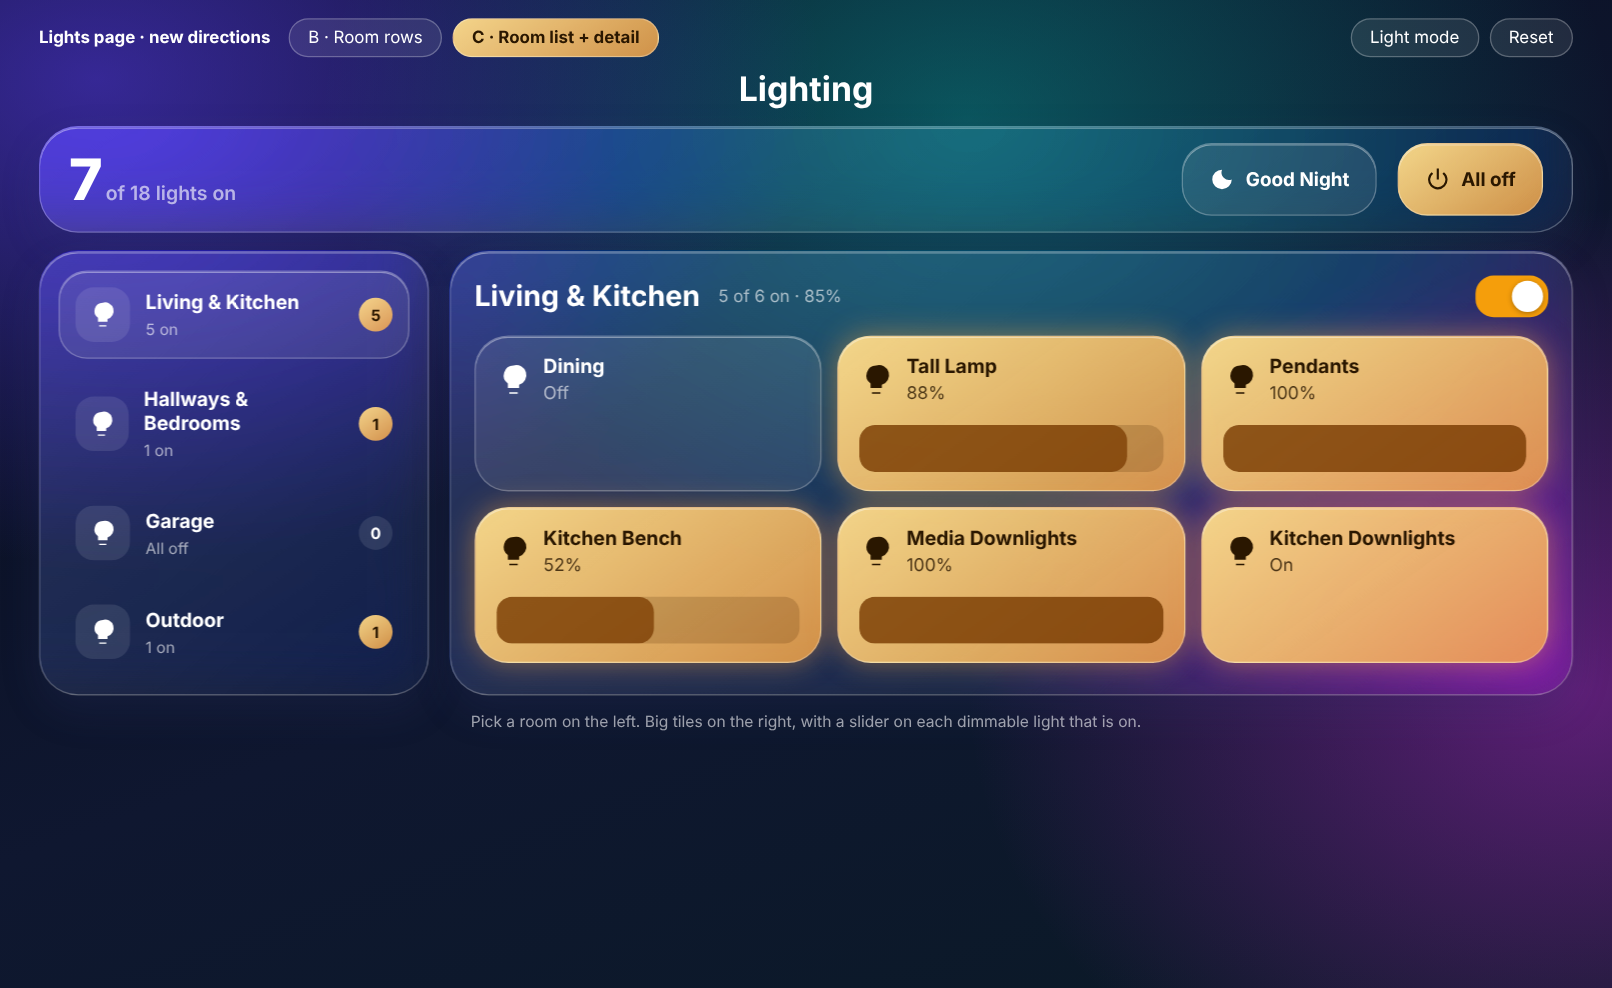 Lights page · new directions
B · Room rows
C · Room list + detail
Light mode
Reset
Lighting
7 of 18 lights on
Good Night
All off
Living & Kitchen
5 on
5
Hallways &
Bedrooms
1 on
1
Garage
All off
0
Outdoor
1 on
1
Living & Kitchen
5 of 6 on · 85%
Dining
Off
Tall Lamp
88%
Pendants
100%
Kitchen Bench
52%
Media Downlights
100%
Kitchen Downlights
On
Pick a room on the left. Big tiles on the right, with a slider on each dimmable light that is on.